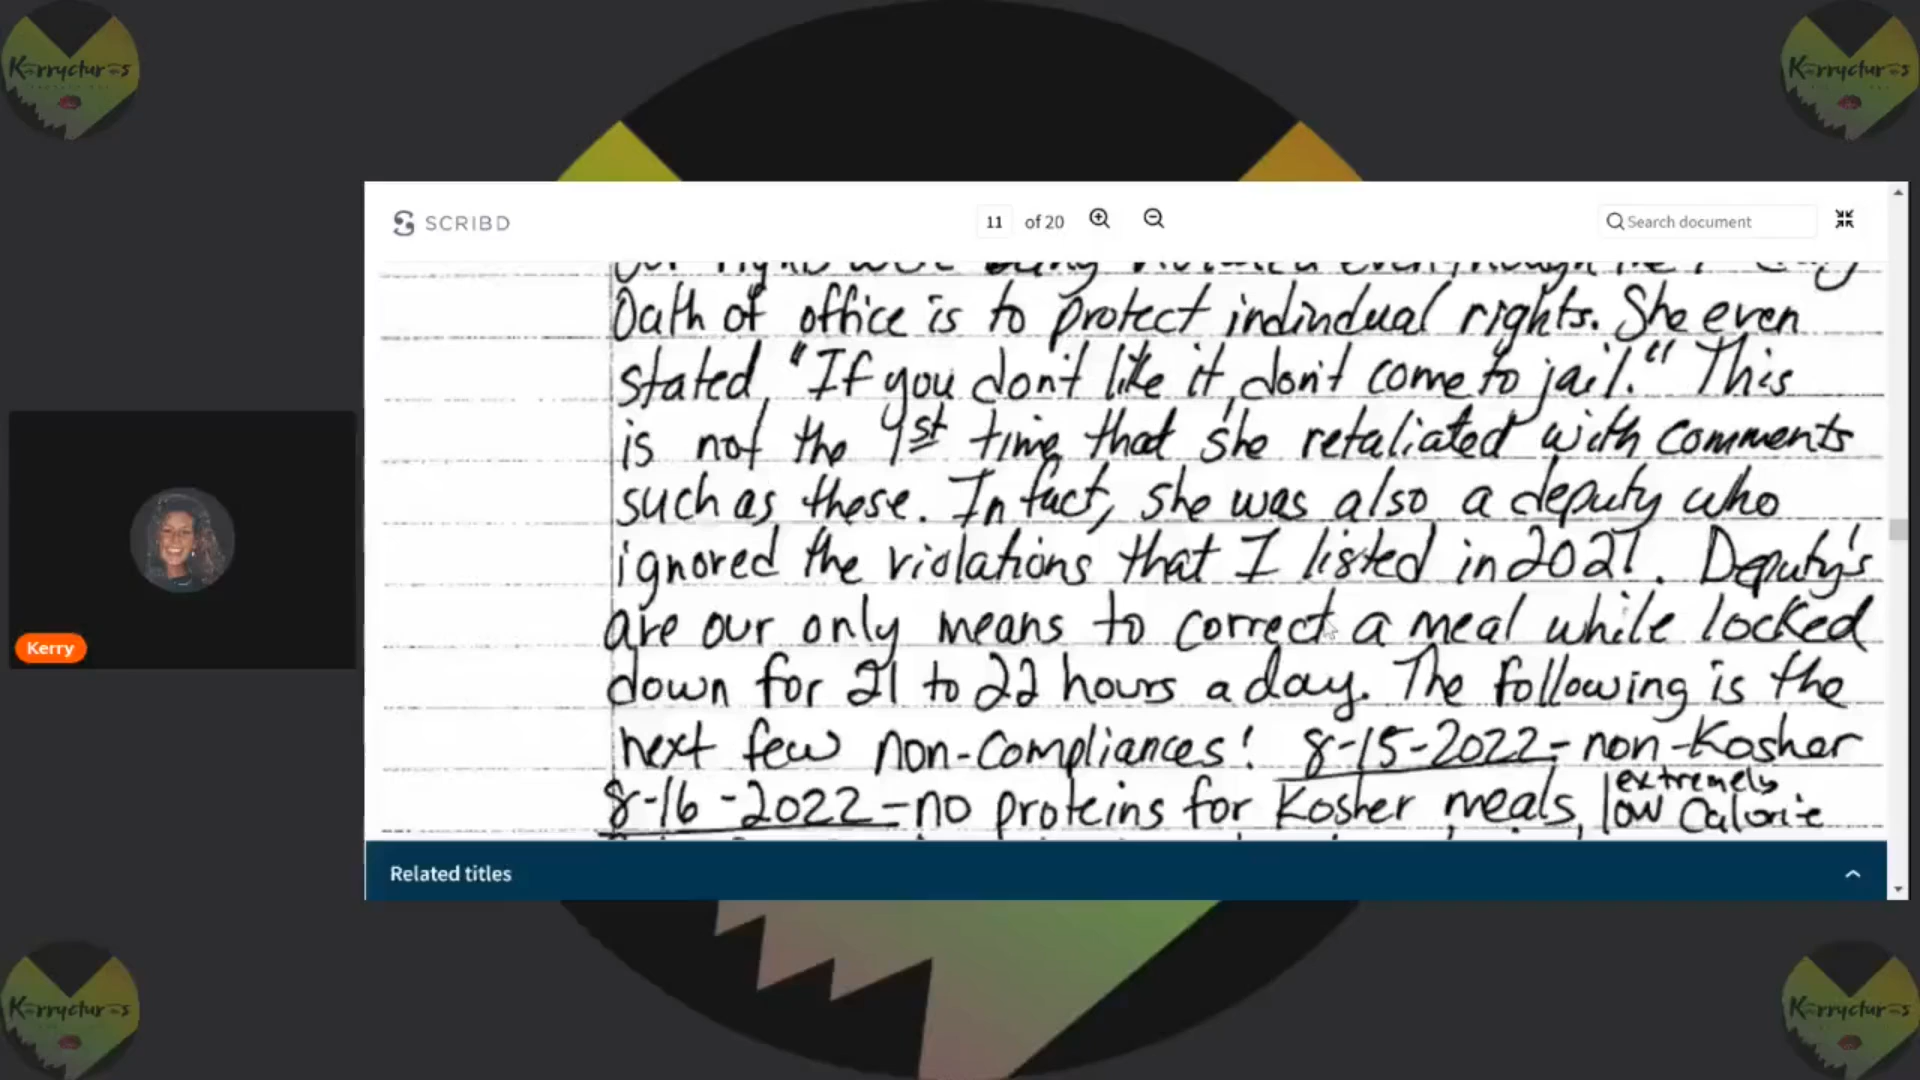 Kerryctures
Kerryctures
SCRIBD
11 of 20
Search document
Oath of office is to protect individual rights. She even
stated, "If you don't like it, don't come to jail." This
is not the 1st time that she retaliated with comments
such as these. In fact, she was also a deputy who
ignored the violations that I listed in 2021. Deputy's
are our only means to correct a meal while locked
down for 21 to 22 hours a day. The following is the
next few non-compliances! 8-15-2022-non-Kosher
8-16-2022-no proteins for Kosher meals, extremely low Calorie
Related titles
Kerry
Kerryctures
Kerryctures